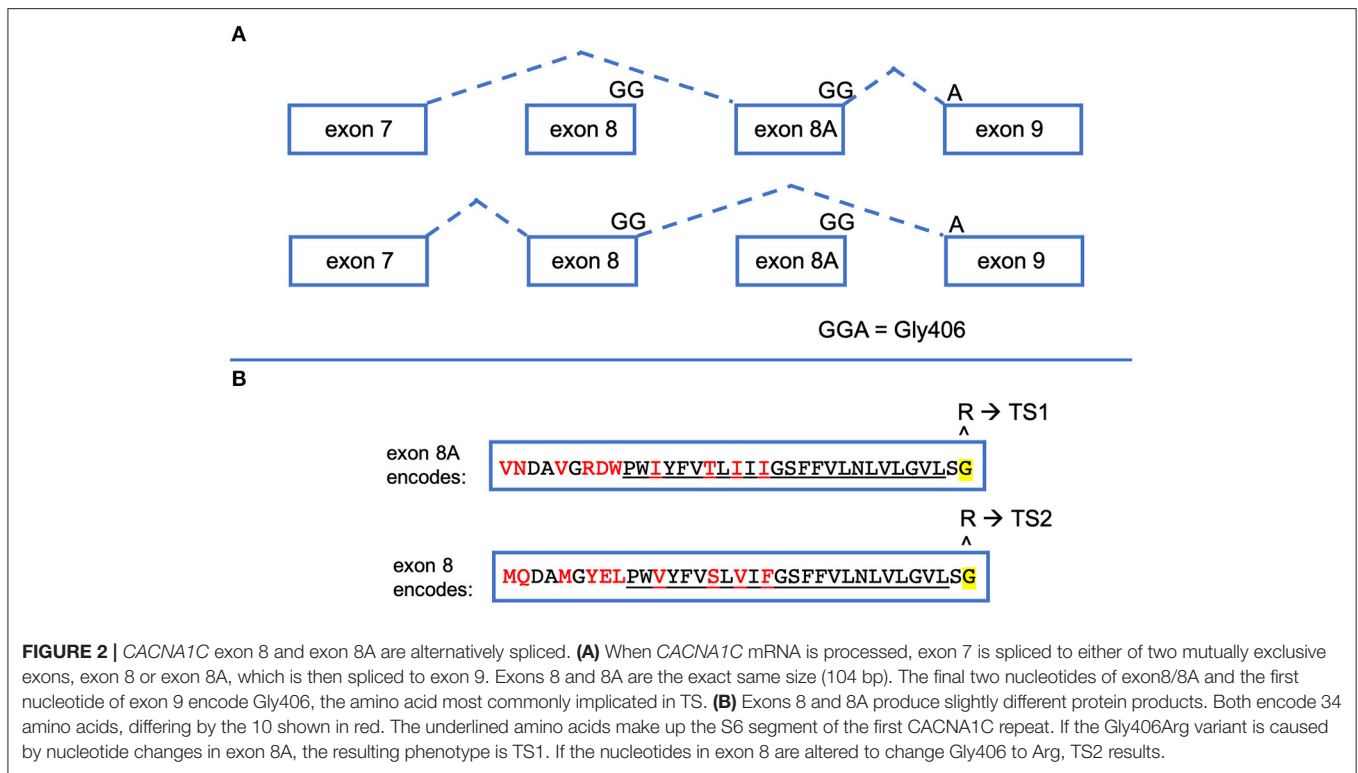 A
GG GG A
exon 7 exon 8 exon 8A exon 9
GG GG A
exon 7 exon 8 exon 8A exon 9
GGA = Gly406
B
R → TS1
^
exon 8A
encodes:
VNDAVGRDWPWIYFVTLIIIGSFFVLNLVLGVLSG
R → TS2
^
exon 8
encodes:
MQDAMGYELPWVYFVSLVIFGSFFVLNLVLGVLSG
FIGURE 2 | CACNA1C exon 8 and exon 8A are alternatively spliced. (A) When CACNA1C mRNA is processed, exon 7 is spliced to either of two mutually exclusive
exons, exon 8 or exon 8A, which is then spliced to exon 9. Exons 8 and 8A are the exact same size (104 bp). The final two nucleotides of exon8/8A and the first
nucleotide of exon 9 encode Gly406, the amino acid most commonly implicated in TS. (B) Exons 8 and 8A produce slightly different protein products. Both encode 34
amino acids, differing by the 10 shown in red. The underlined amino acids make up the S6 segment of the first CACNA1C repeat. If the Gly406Arg variant is caused
by nucleotide changes in exon 8A, the resulting phenotype is TS1. If the nucleotides in exon 8 are altered to change Gly406 to Arg, TS2 results.